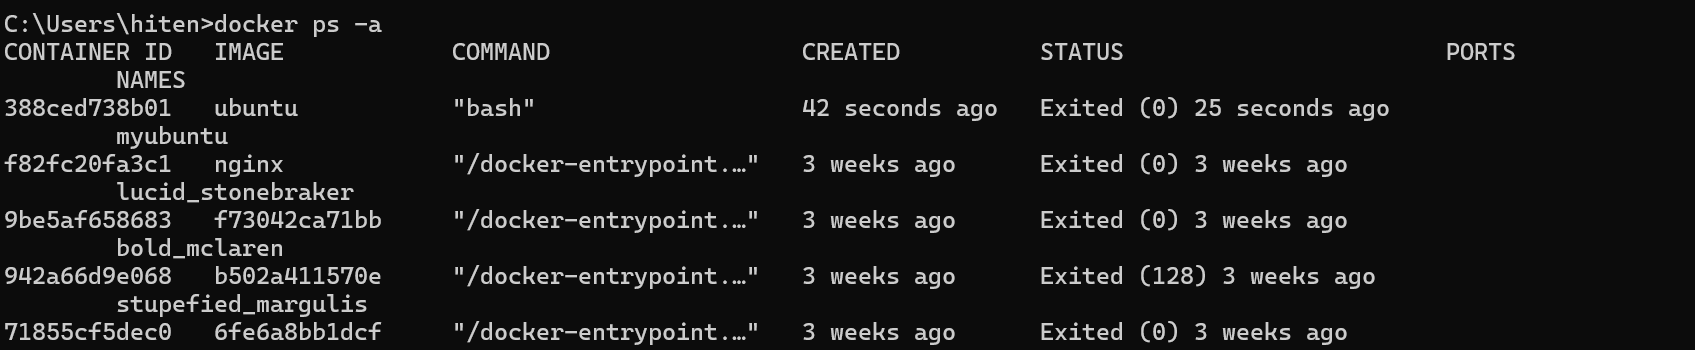 C:\Users\hiten>docker ps -a
CONTAINER ID   IMAGE            COMMAND                  CREATED          STATUS                       PORTS
        NAMES
388ced738b01   ubuntu           "bash"                   42 seconds ago   Exited (0) 25 seconds ago
        myubuntu
f82fc20fa3c1   nginx            "/docker-entrypoint.…"   3 weeks ago      Exited (0) 3 weeks ago
        lucid_stonebraker
9be5af658683   f73042ca71bb     "/docker-entrypoint.…"   3 weeks ago      Exited (0) 3 weeks ago
        bold_mclaren
942a66d9e068   b502a411570e     "/docker-entrypoint.…"   3 weeks ago      Exited (128) 3 weeks ago
        stupefied_margulis
71855cf5dec0   6fe6a8bb1dcf     "/docker-entrypoint.…"   3 weeks ago      Exited (0) 3 weeks ago